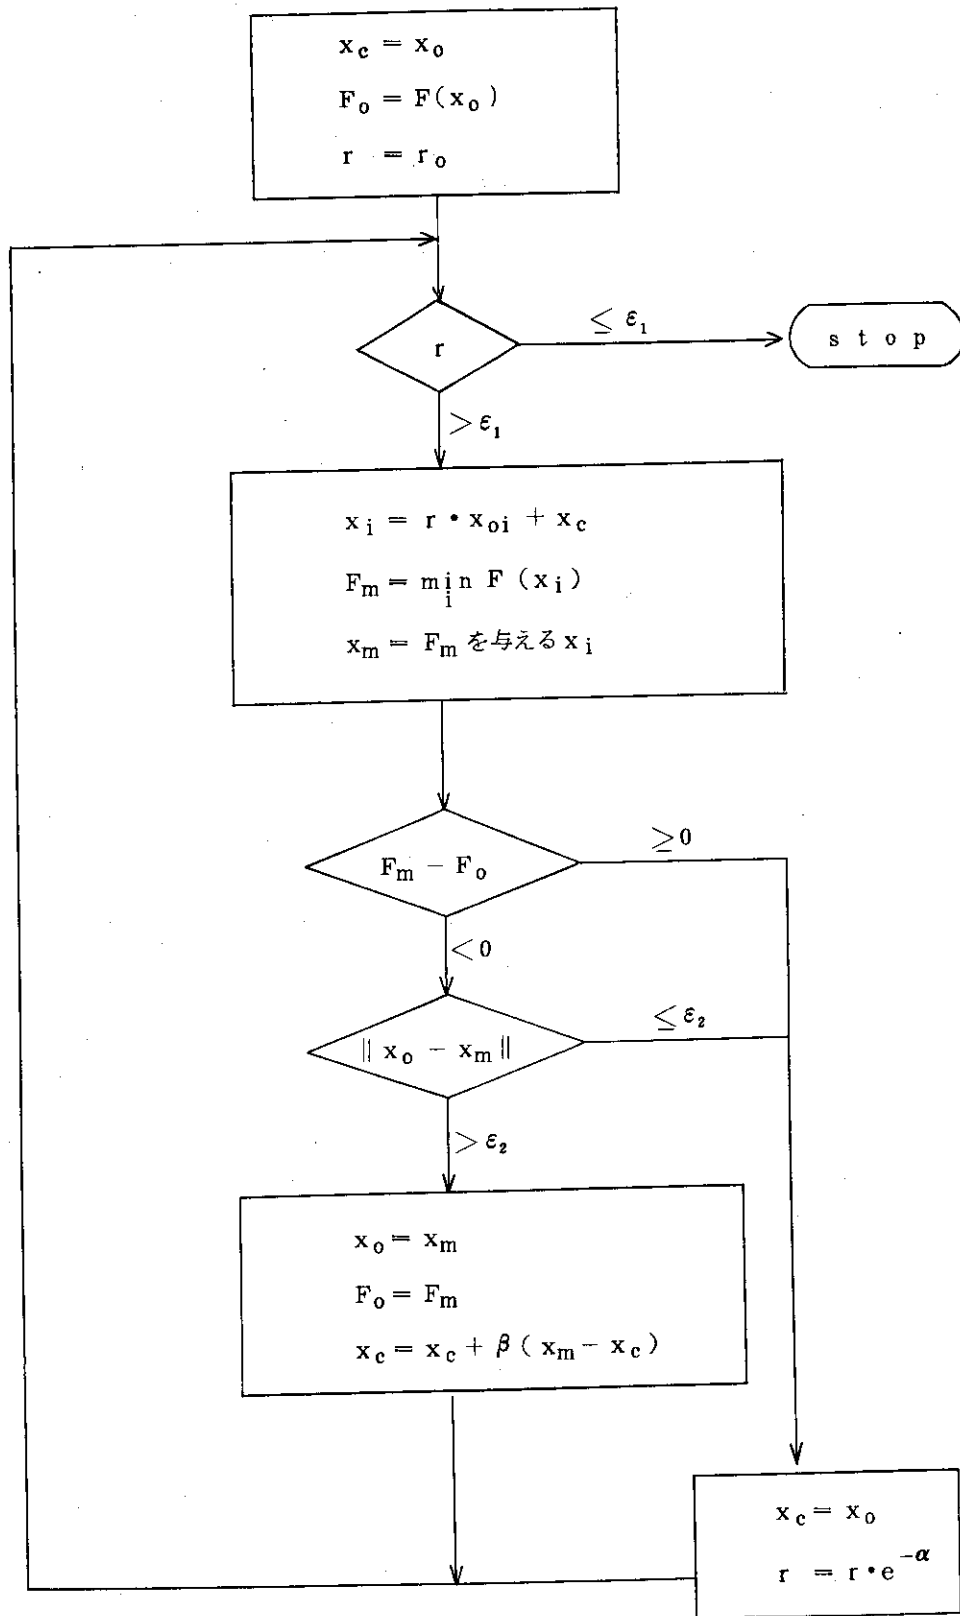 x_c = x_o
F_o = F(x_o)
r = r_o
r
≤ ε_1
s t o p
> ε_1
x_i = r • x_oi + x_c
F_m = min_i F (x_i)
x_m = F_m を与える x_i
F_m − F_o
≥0
<0
‖ x_o − x_m ‖
≤ ε_2
> ε_2
x_o = x_m
F_o = F_m
x_c = x_c + β ( x_m − x_c )
x_c = x_o
r = r • e^−α